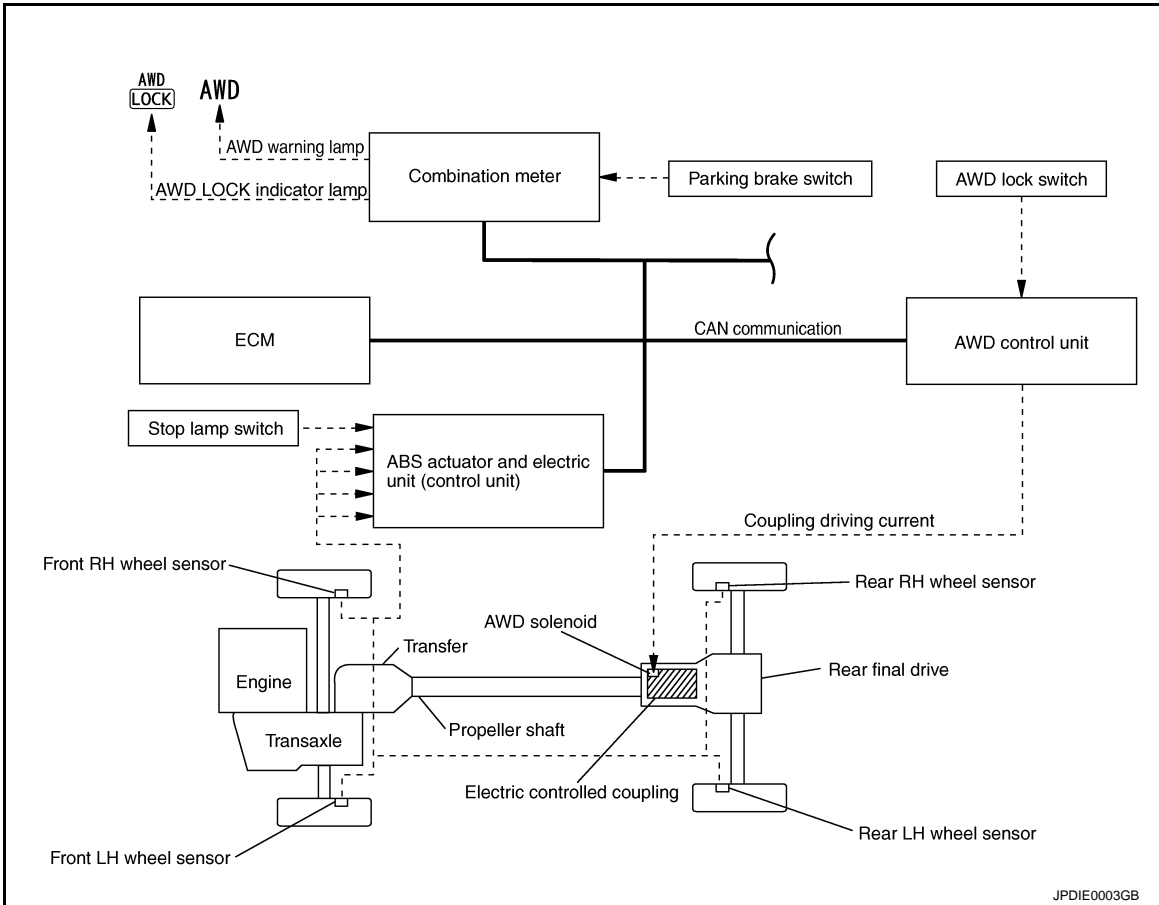 AWD
LOCK
AWD
AWD warning lamp
AWD LOCK indicator lamp
Combination meter
Parking brake switch
AWD lock switch
ECM
CAN communication
AWD control unit
Stop lamp switch
ABS actuator and electric
unit (control unit)
Coupling driving current
Front RH wheel sensor
Rear RH wheel sensor
AWD solenoid
Transfer
Engine
Rear final drive
Propeller shaft
Transaxle
Electric controlled coupling
Rear LH wheel sensor
Front LH wheel sensor
JPDIE0003GB